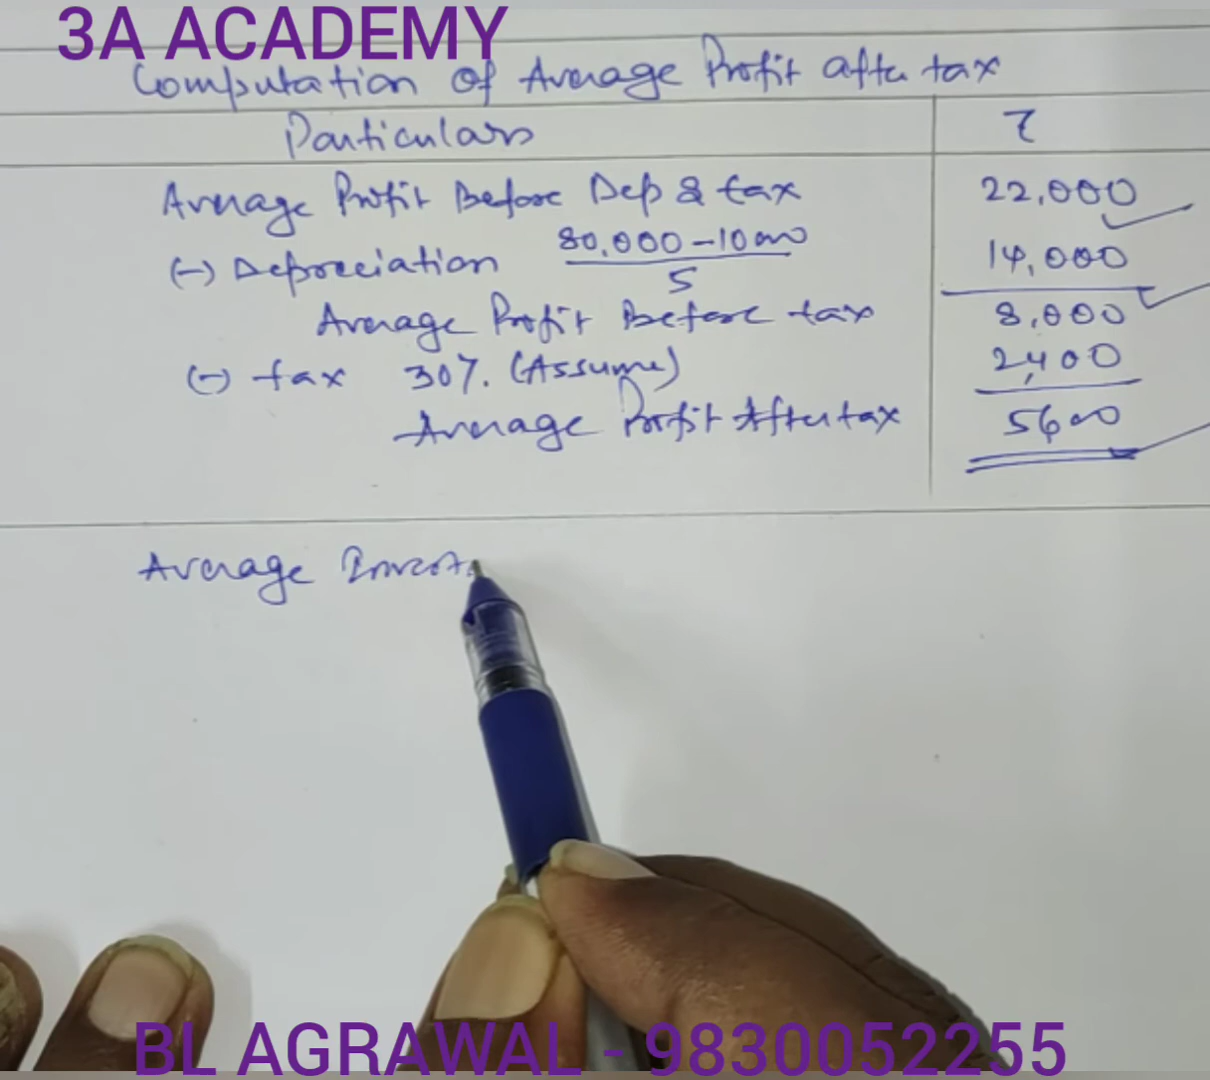 3A ACADEMY
Computation of Average Profit after tax
Particulars ₹
Average Profit Before Dep & tax 22,000
(-) Depreciation 80,000-10000 / 5 14,000
Average Profit Before tax 8,000
(-) tax 30%. (Assume) 2,400
Average Profit After tax 5600
Average Invest
BL AGRAWAL - 9830052255